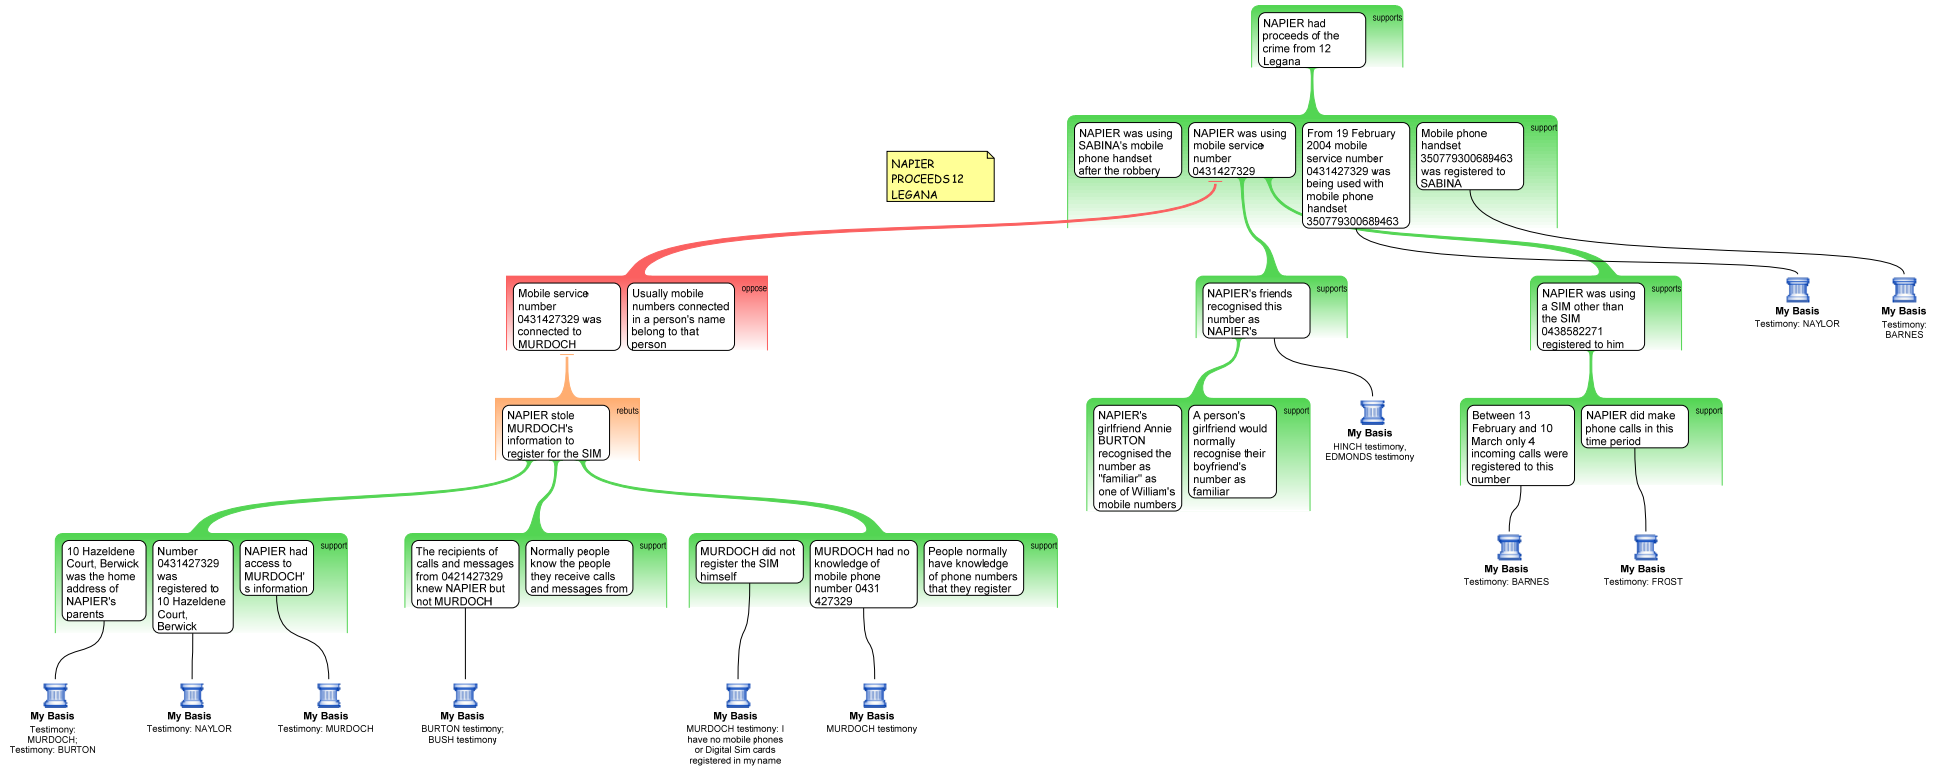 NAPIER had
proceeds of the
crime from 12
Legana
supports
NAPIER was using
SABINA's mobile
phone handset
after the robbery
NAPIER was using
mobile service
number
0431427329
From 19 February
2004 mobile
service number
0431427329 was
being used with
mobile phone
handset
350779300689463
Mobile phone
handset
350779300689463
was registered to
SABINA
support
NAPIER
PROCEEDS 12
LEGANA
Mobile service
number
0431427329 was
connected to
MURDOCH
Usually mobile
numbers connected
in a person's name
belong to that
person
oppose
NAPIER's friends
recognised this
number as
NAPIER's
supports
NAPIER was using
a SIM other than
the SIM
0438582271
registered to him
supports
My Basis
Testimony: NAYLOR
My Basis
Testimony:
BARNES
NAPIER stole
MURDOCH's
information to
register for the SIM
rebuts
NAPIER's
girlfriend Annie
BURTON
recognised the
number as
"familiar" as
one of William's
mobile numbers
A person's
girlfriend would
normally
recognise their
boyfriend's
number as
familiar
support
My Basis
HINCH testimony,
EDMONDS testimony
Between 13
February and 10
March only 4
incoming calls were
registered to this
number
NAPIER did make
phone calls in this
time period
support
10 Hazeldene
Court, Berwick
was the home
address of
NAPIER's
parents
Number
0431427329
was
registered to
10 Hazeldene
Court,
Berwick
NAPIER had
access to
MURDOCH'
s information
support
The recipients of
calls and messages
from 0421427329
knew NAPIER but
not MURDOCH
Normally people
know the people
they receive calls
and messages from
support
MURDOCH did not
register the SIM
himself
MURDOCH had no
knowledge of
mobile phone
number 0431
427329
People normally
have knowledge
of phone numbers
that they register
support
My Basis
Testimony: BARNES
My Basis
Testimony: FROST
My Basis
Testimony:
MURDOCH;
Testimony: BURTON
My Basis
Testimony: NAYLOR
My Basis
Testimony: MURDOCH
My Basis
BURTON testimony;
BUSH testimony
My Basis
MURDOCH testimony: I
have no mobile phones
or Digital Sim cards
registered in my name
My Basis
MURDOCH testimony